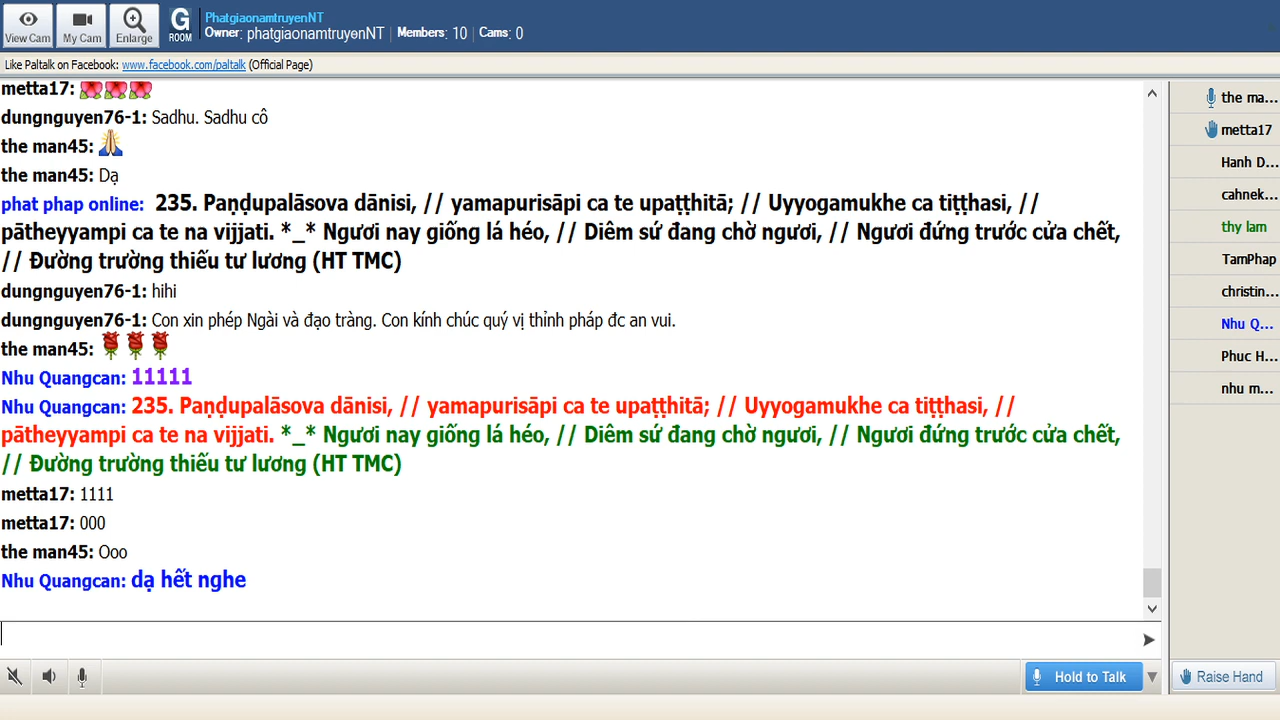 View Cam
My Cam
Enlarge
G
ROOM
PhatgiaonamtruyenNT
Owner: phatgiaonamtruyenNT | Members: 10 | Cams: 0
Like Paltalk on Facebook: www.facebook.com/paltalk (Official Page)
metta17:
dungnguyen76-1: Sadhu. Sadhu cô
the man45:
the man45: Dạ
phat phap online: 235. Paṇḍupalāsova dānisi, // yamapurisāpi ca te upaṭṭhitā; // Uyyogamukhe ca tiṭṭhasi, //
pātheyyampi ca te na vijjati. *_* Ngươi nay giống lá héo, // Diêm sứ đang chờ ngươi, // Ngươi đứng trước cửa chết,
// Đường trường thiếu tư lương (HT TMC)
dungnguyen76-1: hihi
dungnguyen76-1: Con xin phép Ngài và đạo tràng. Con kính chúc quý vị thỉnh pháp đc an vui.
the man45:
Nhu Quangcan: 11111
Nhu Quangcan: 235. Paṇḍupalāsova dānisi, // yamapurisāpi ca te upaṭṭhitā; // Uyyogamukhe ca tiṭṭhasi, //
pātheyyampi ca te na vijjati. *_* Ngươi nay giống lá héo, // Diêm sứ đang chờ ngươi, // Ngươi đứng trước cửa chết,
// Đường trường thiếu tư lương (HT TMC)
metta17: 1111
metta17: 000
the man45: Ooo
Nhu Quangcan: dạ hết nghe
the ma...
metta17
Hanh D...
cahnek...
thy lam
TamPhap
christin...
Nhu Q...
Phuc H...
nhu m...
Hold to Talk
Raise Hand